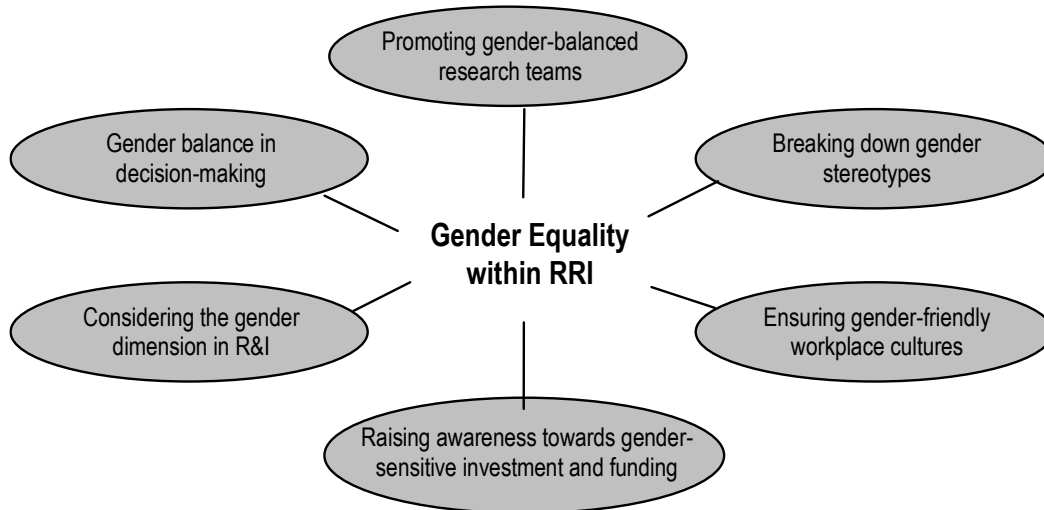 Promoting gender-balanced
research teams
Gender balance in
decision-making
Breaking down gender
stereotypes
Gender Equality
within RRI
Considering the gender
dimension in R&I
Ensuring gender-friendly
workplace cultures
Raising awareness towards gender-
sensitive investment and funding